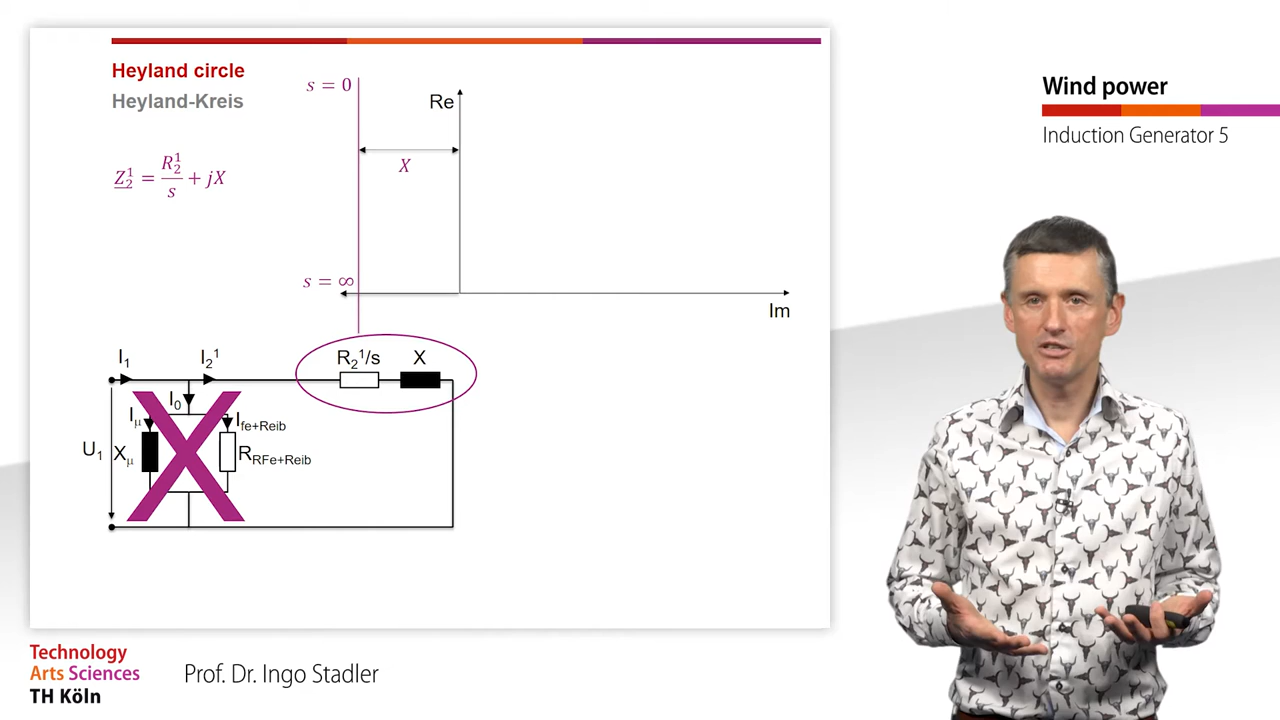 Heyland circle
Heyland-Kreis
s = 0
Re
X
Z₂¹ = R₂¹/s + jX
s = ∞
Im
I₁
I₂¹
R₂¹/s
X
I₀
Iμ
Ife+Reib
U₁
Xμ
RRFe+Reib
Wind power
Induction Generator 5
Technology
Arts Sciences
TH Köln
Prof. Dr. Ingo Stadler